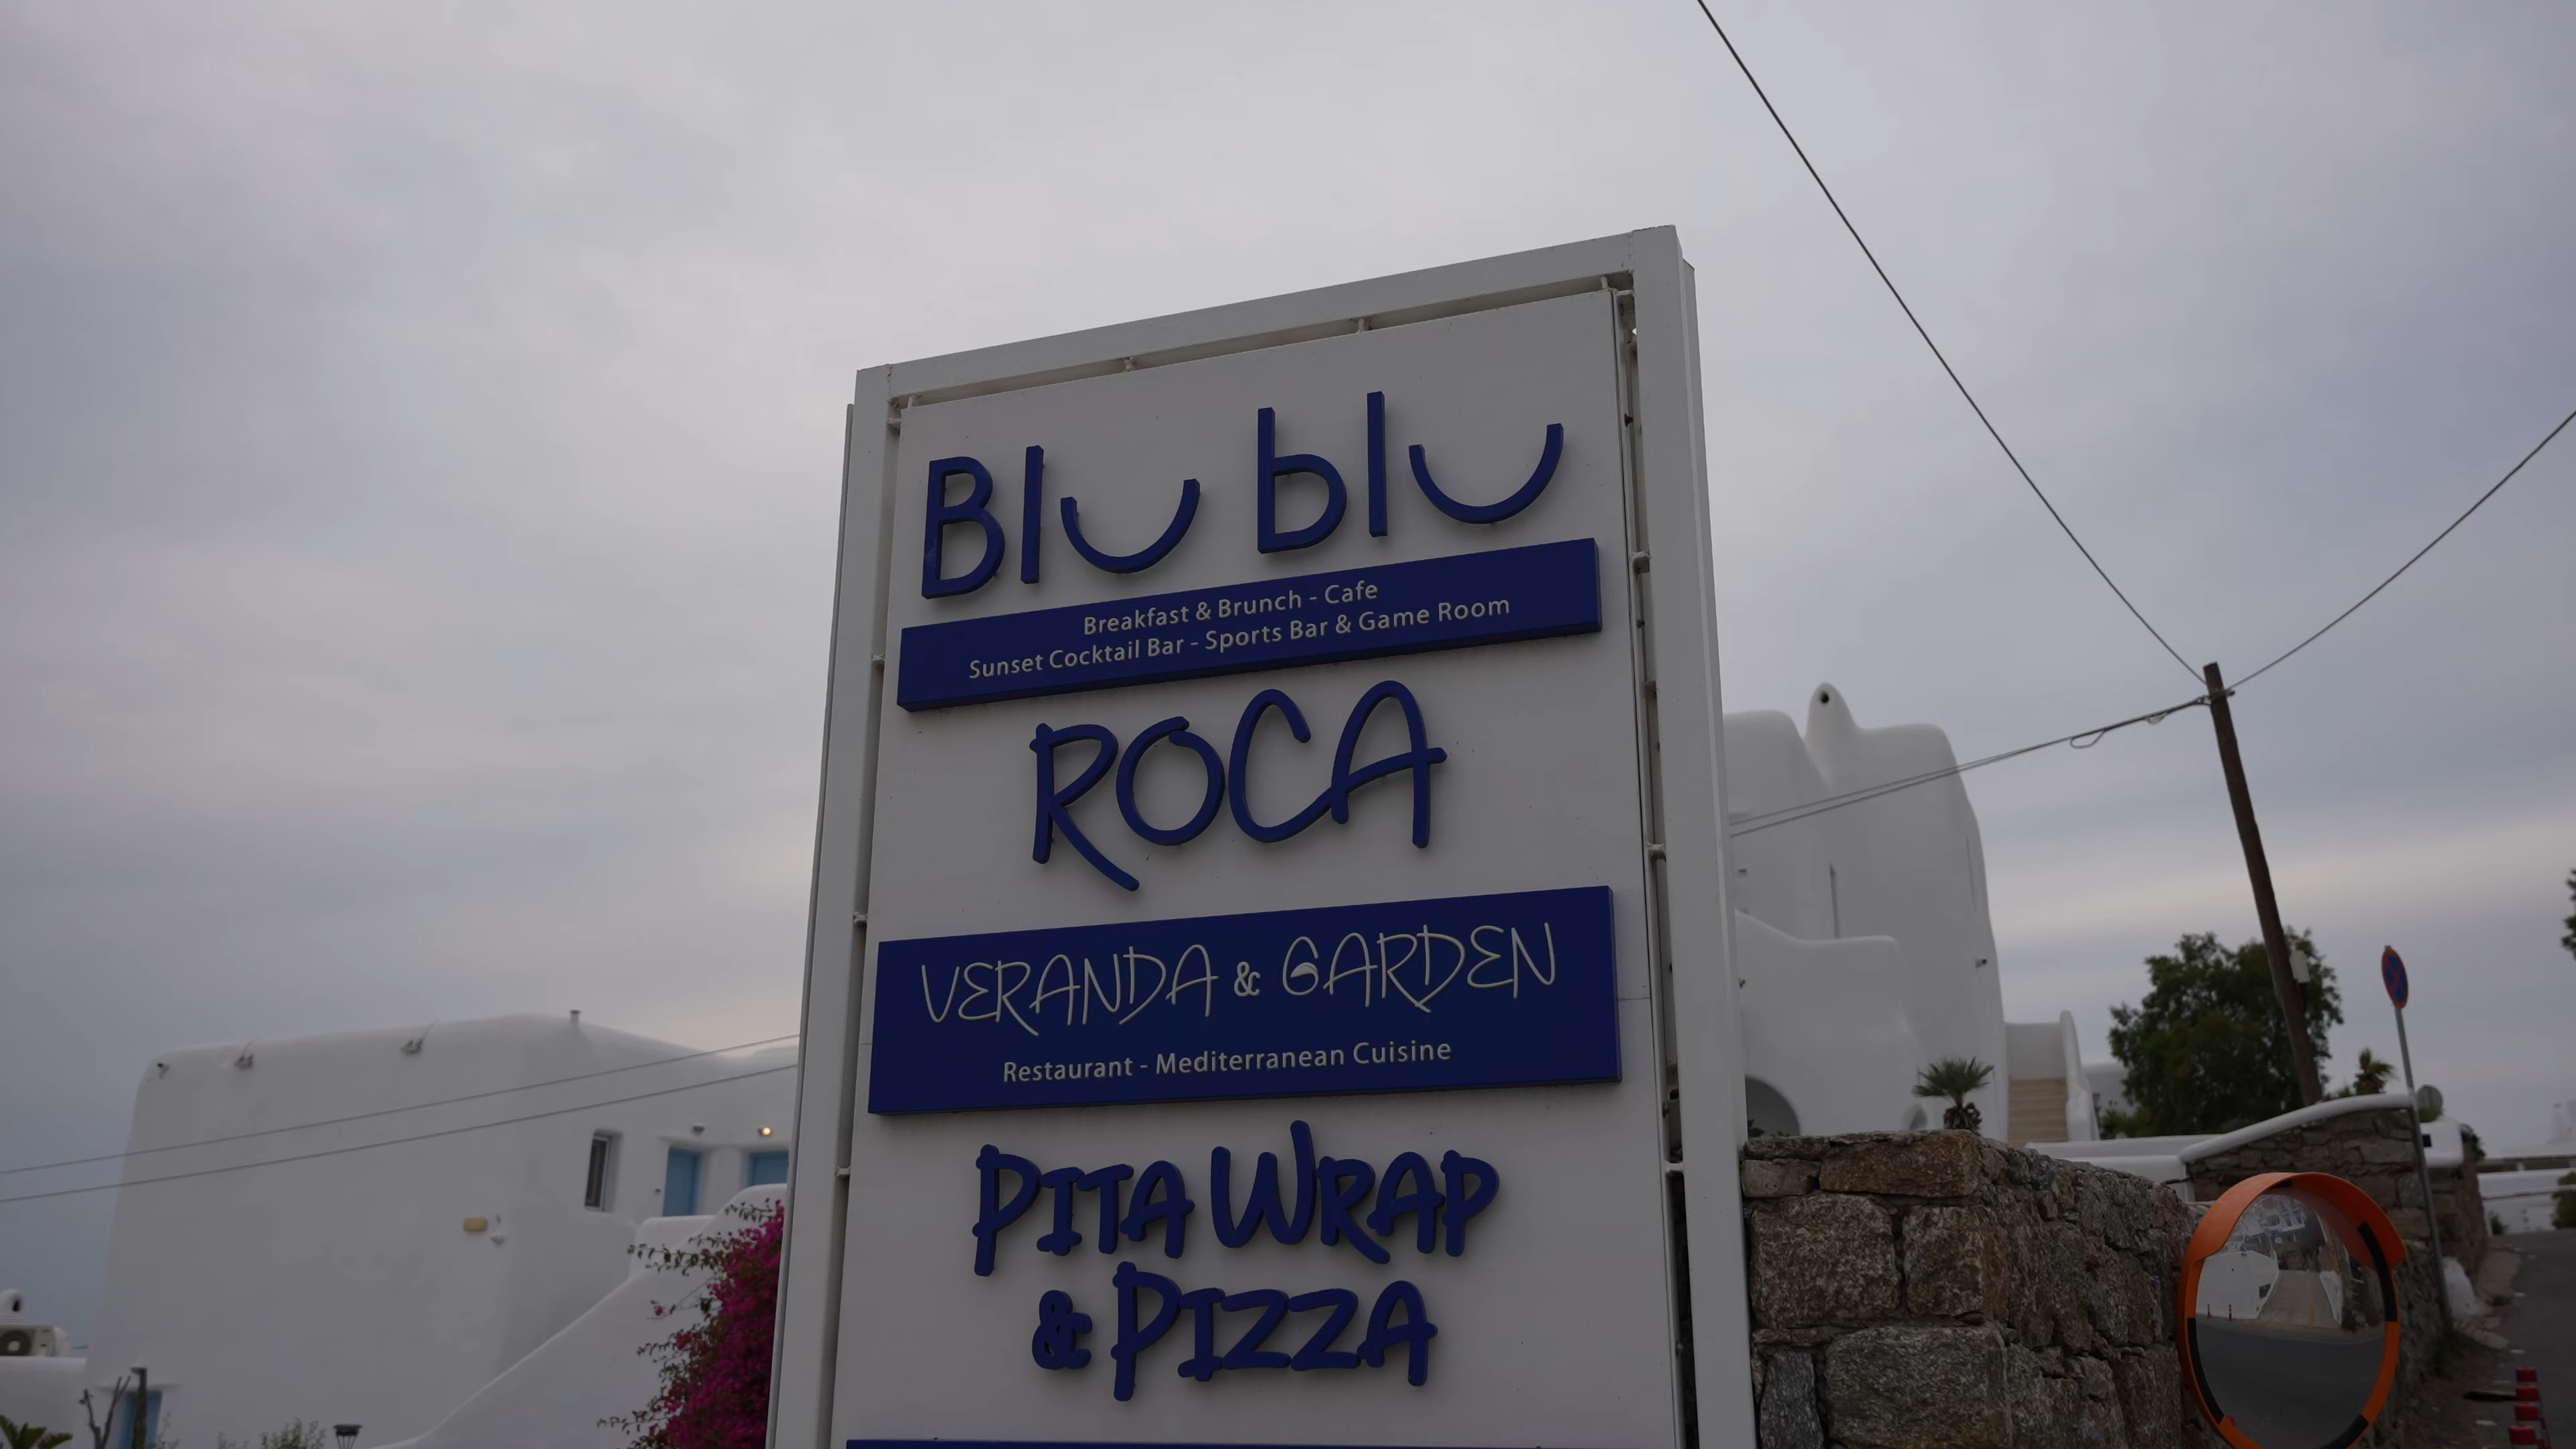 Blu blu
Breakfast & Brunch - Cafe
Sunset Cocktail Bar - Sports Bar & Game Room
ROCA
VERANDA & GARDEN
Restaurant - Mediterranean Cuisine
PITA WRAP
& PIZZA